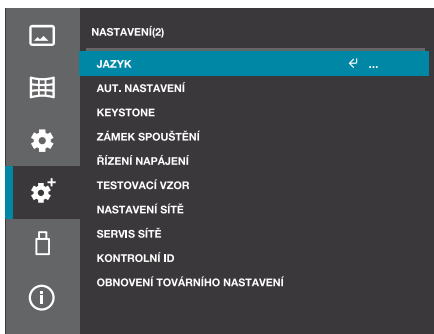 NASTAVENÍ(2)
JAZYK ...
AUT. NASTAVENÍ
KEYSTONE
ZÁMEK SPOUŠTĚNÍ
ŘÍZENÍ NAPÁJENÍ
TESTOVACÍ VZOR
NASTAVENÍ SÍTĚ
SERVIS SÍTĚ
KONTROLNÍ ID
OBNOVENÍ TOVÁRNÍHO NASTAVENÍ